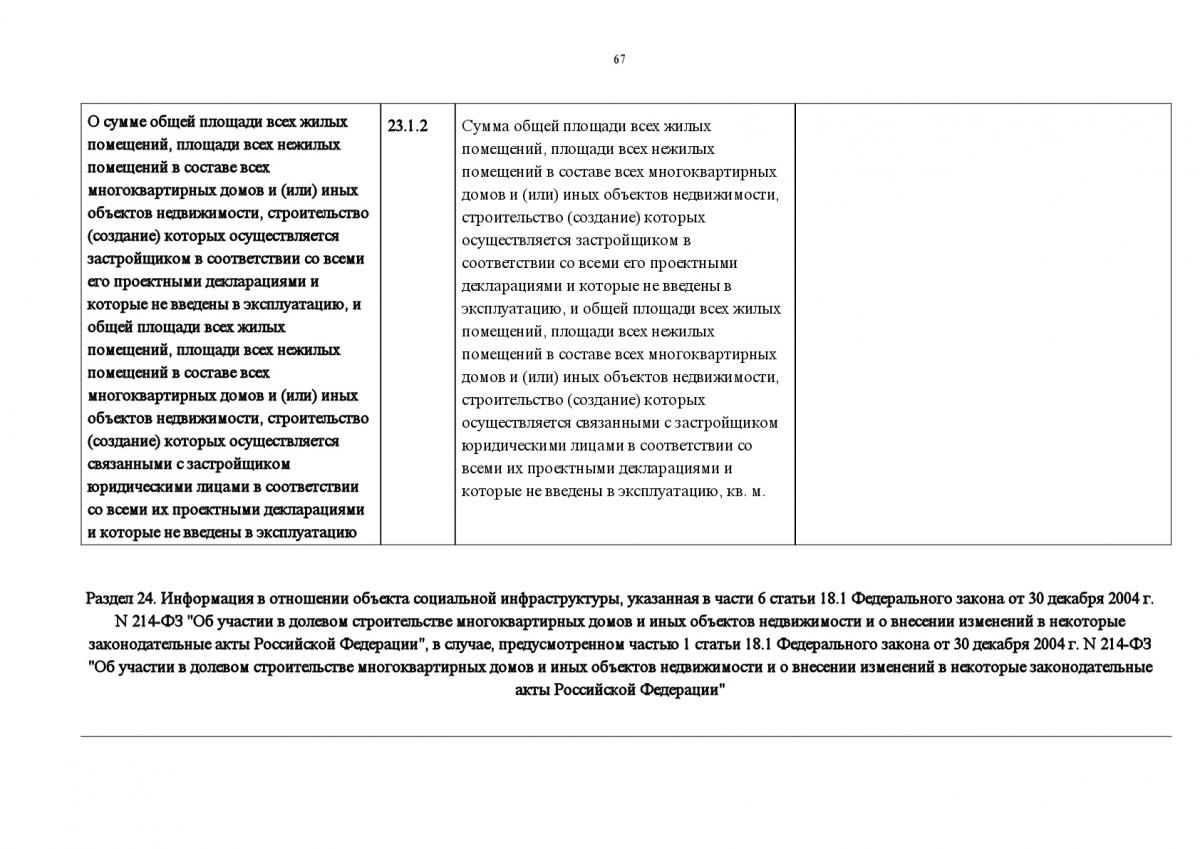 67
О сумме общей площади всех жилых
помещений, площади всех нежилых
помещений в составе всех
многоквартирных домов и (или) иных
объектов недвижимости, строительство
(создание) которых осуществляется
застройщиком в соответствии со всеми
его проектными декларациями и
которые не введены в эксплуатацию, и
общей площади всех жилых
помещений, площади всех нежилых
помещений в составе всех
многоквартирных домов и (или) иных
объектов недвижимости, строительство
(создание) которых осуществляется
связанными с застройщиком
юридическими лицами в соответствии
со всеми их проектными декларациями
и которые не введены в эксплуатацию
23.1.2
Сумма общей площади всех жилых
помещений, площади всех нежилых
помещений в составе всех многоквартирных
домов и (или) иных объектов недвижимости,
строительство (создание) которых
осуществляется застройщиком в
соответствии со всеми его проектными
декларациями и которые не введены в
эксплуатацию, и общей площади всех жилых
помещений, площади всех нежилых
помещений в составе всех многоквартирных
домов и (или) иных объектов недвижимости,
строительство (создание) которых
осуществляется связанными с застройщиком
юридическими лицами в соответствии со
всеми их проектными декларациями и
которые не введены в эксплуатацию, кв. м.
Раздел 24. Информация в отношении объекта социальной инфраструктуры, указанная в части 6 статьи 18.1 Федерального закона от 30 декабря 2004 г.
N 214-ФЗ "Об участии в долевом строительстве многоквартирных домов и иных объектов недвижимости и о внесении изменений в некоторые
законодательные акты Российской Федерации", в случае, предусмотренном частью 1 статьи 18.1 Федерального закона от 30 декабря 2004 г. N 214-ФЗ
"Об участии в долевом строительстве многоквартирных домов и иных объектов недвижимости и о внесении изменений в некоторые законодательные
акты Российской Федерации"